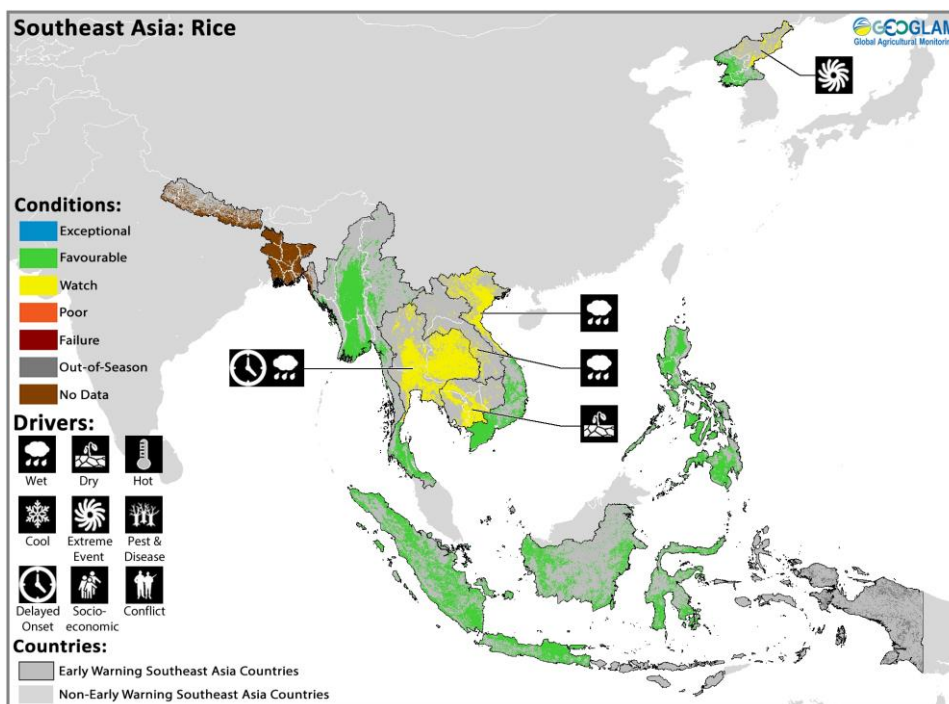 Southeast Asia: Rice
GEOGLAM
Global Agricultural Monitorin
Conditions:
Exceptional
Favourable
Watch
Poor
Failure
Out-of-Season
No Data
Drivers:
Wet
Dry
Hot
Cool
Extreme
Event
Pest &
Disease
Delayed
Onset
Socio-
economic
Conflict
Countries:
Early Warning Southeast Asia Countries
Non-Early Warning Southeast Asia Countries